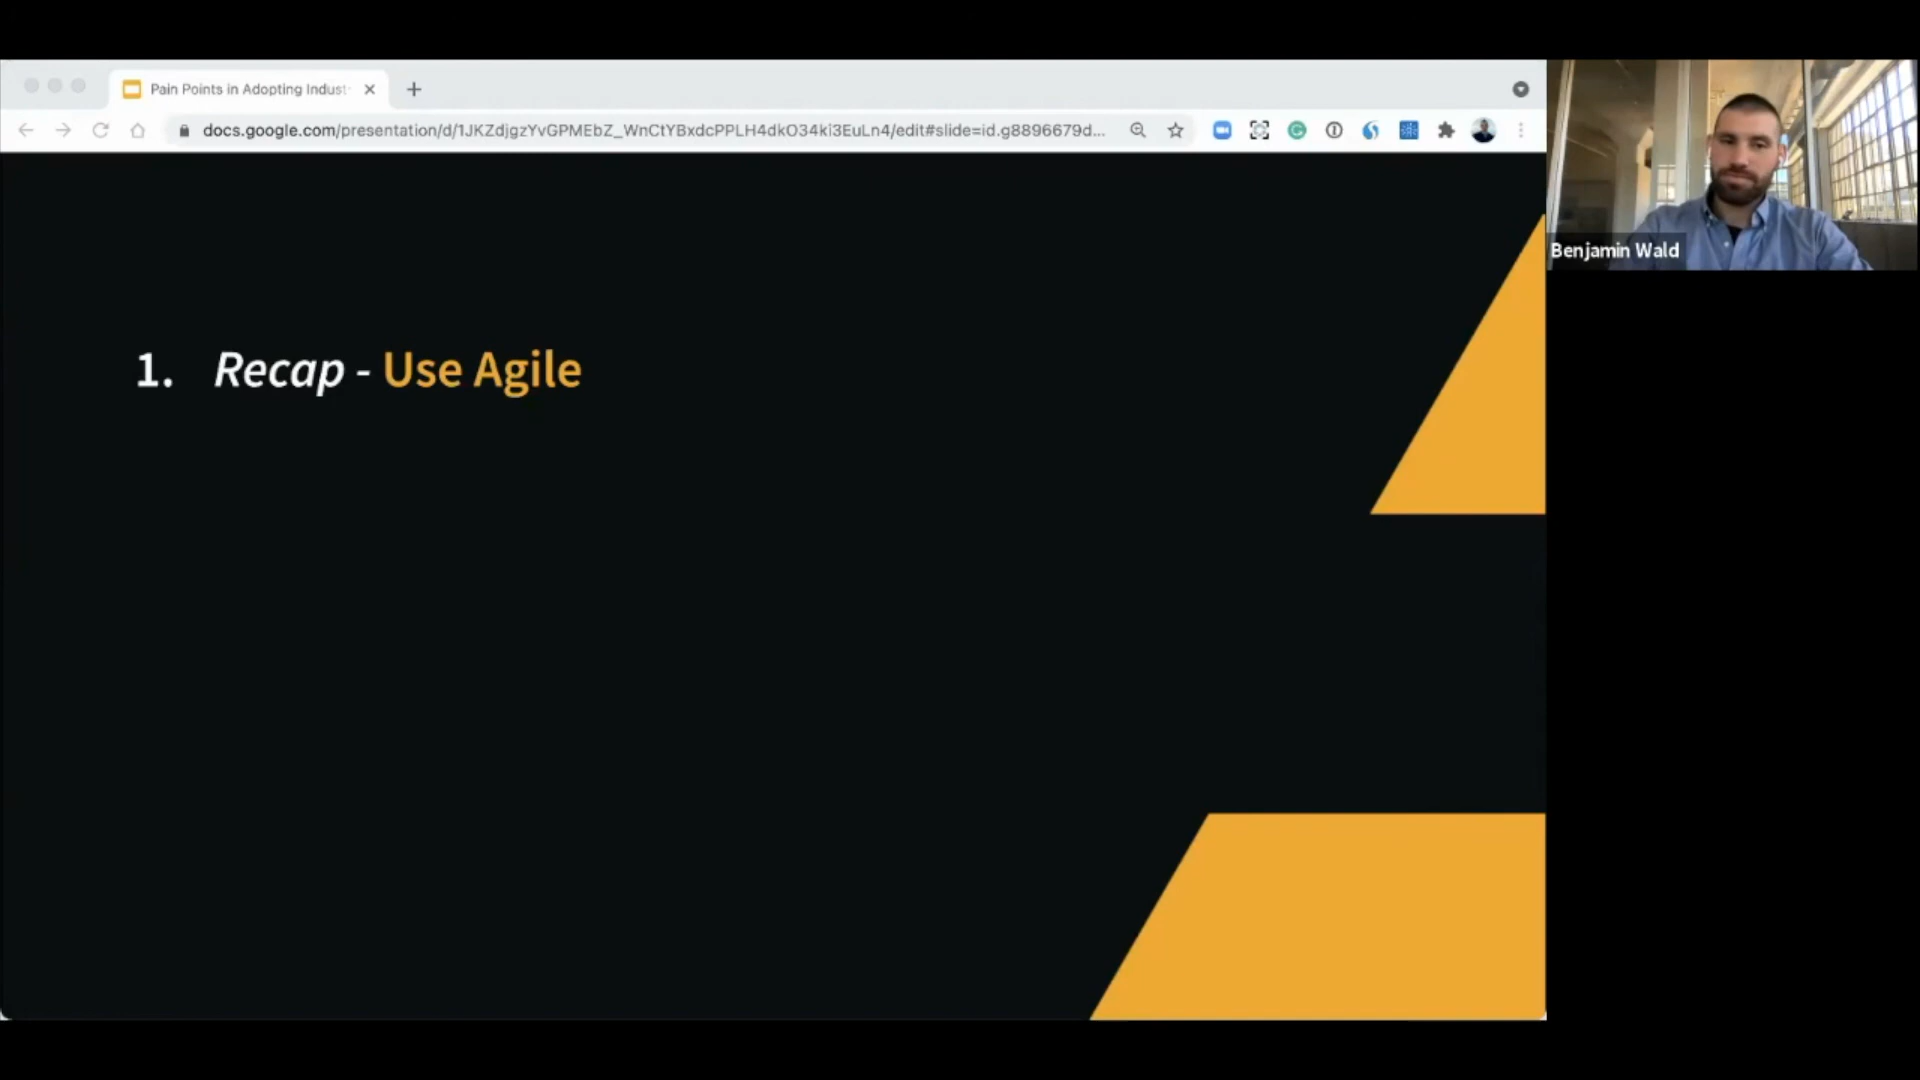 Pain Points in Adopting Indust
docs.google.com/presentation/d/1JKZdjgzYvGPMEbZ_WnCtYBxdcPPLH4dkO34ki3EuLn4/edit#slide=id.g8896679d...
Benjamin Wald
1. Recap - Use Agile